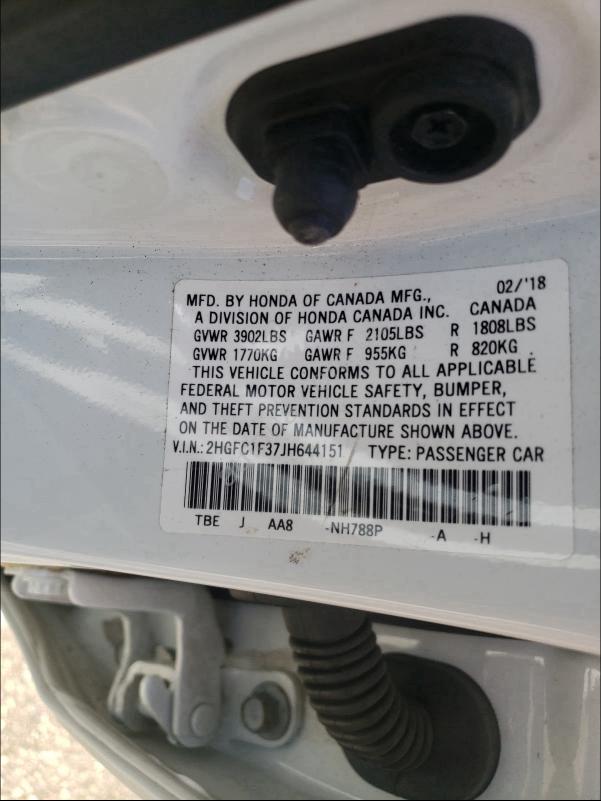 02/'18
MFD. BY HONDA OF CANADA MFG.,
A DIVISION OF HONDA CANADA INC. CANADA
GVWR 3902LBS GAWR F 2105LBS R 1808LBS
GVWR 1770KG GAWR F 955KG R 820KG
THIS VEHICLE CONFORMS TO ALL APPLICABLE
FEDERAL MOTOR VEHICLE SAFETY, BUMPER,
AND THEFT PREVENTION STANDARDS IN EFFECT
ON THE DATE OF MANUFACTURE SHOWN ABOVE.
V.I.N.: 2HGFC1F37JH644151 TYPE: PASSENGER CAR
TBE J AA8 -NH788P -A -H